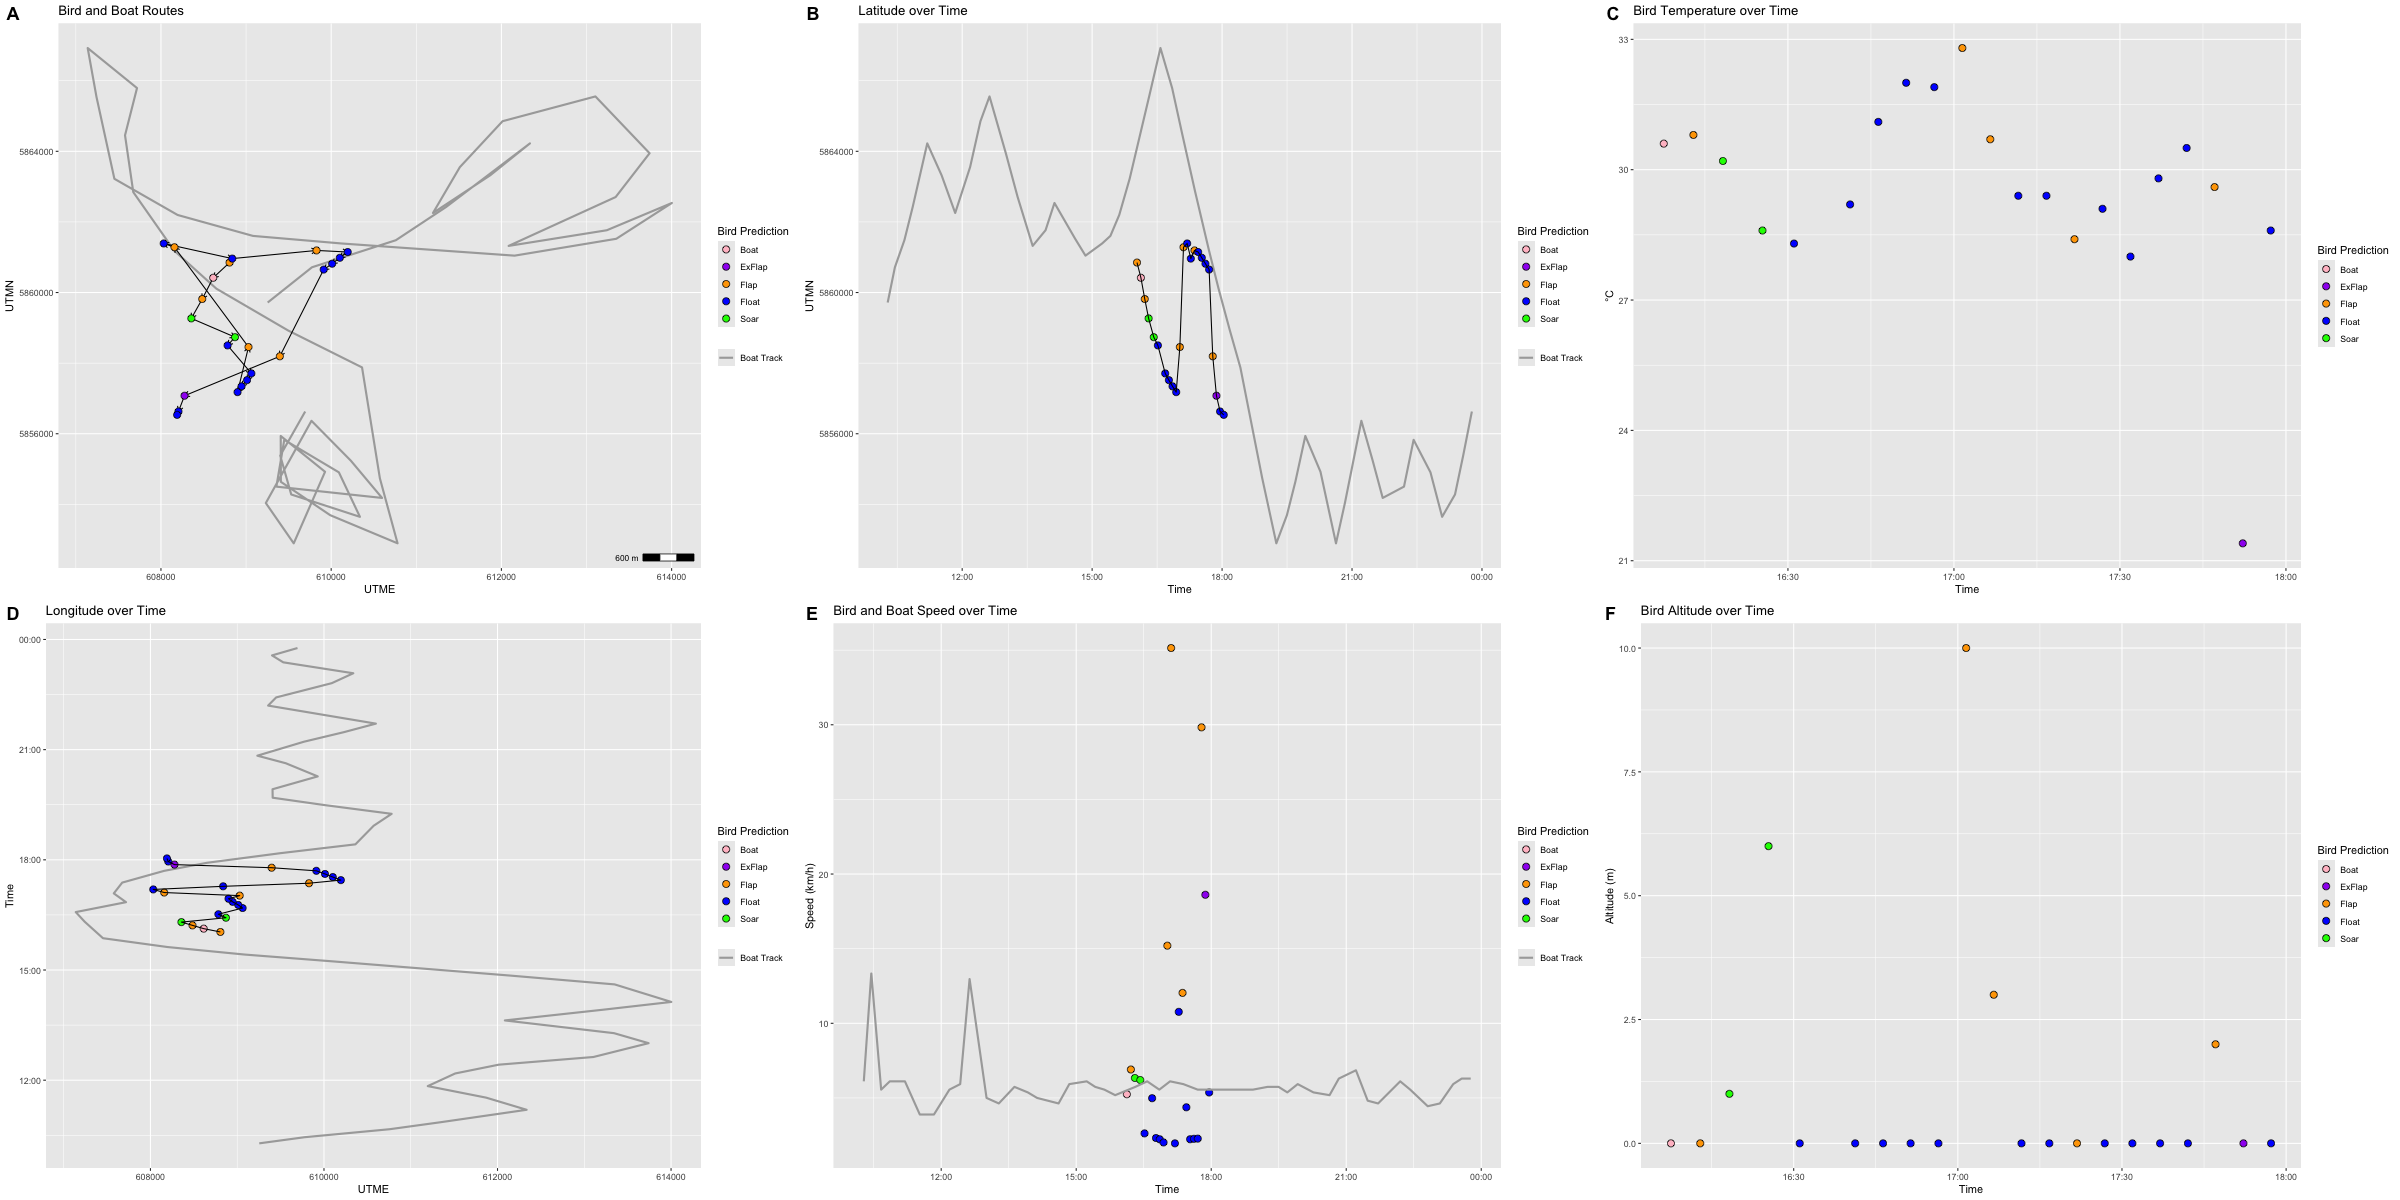 A Bird and Boat Routes
5864000
5860000
5856000
UTMN
608000 610000 612000 614000
UTME
600 m
Bird Prediction
Boat
ExFlap
Flap
Float
Soar
Boat Track
B Latitude over Time
5864000
5860000
5856000
UTMN
12:00 15:00 18:00 21:00 00:00
Time
Bird Prediction
Boat
ExFlap
Flap
Float
Soar
Boat Track
C Bird Temperature over Time
33
30
27
24
21
°C
16:30 17:00 17:30 18:00
Time
Bird Prediction
Boat
ExFlap
Flap
Float
Soar
D Longitude over Time
00:00
21:00
18:00
15:00
12:00
Time
608000 610000 612000 614000
UTME
Bird Prediction
Boat
ExFlap
Flap
Float
Soar
Boat Track
E Bird and Boat Speed over Time
30
20
10
Speed (km/h)
12:00 15:00 18:00 21:00 00:00
Time
Bird Prediction
Boat
ExFlap
Flap
Float
Soar
Boat Track
F Bird Altitude over Time
10.0
7.5
5.0
2.5
0.0
Altitude (m)
16:30 17:00 17:30 18:00
Time
Bird Prediction
Boat
ExFlap
Flap
Float
Soar